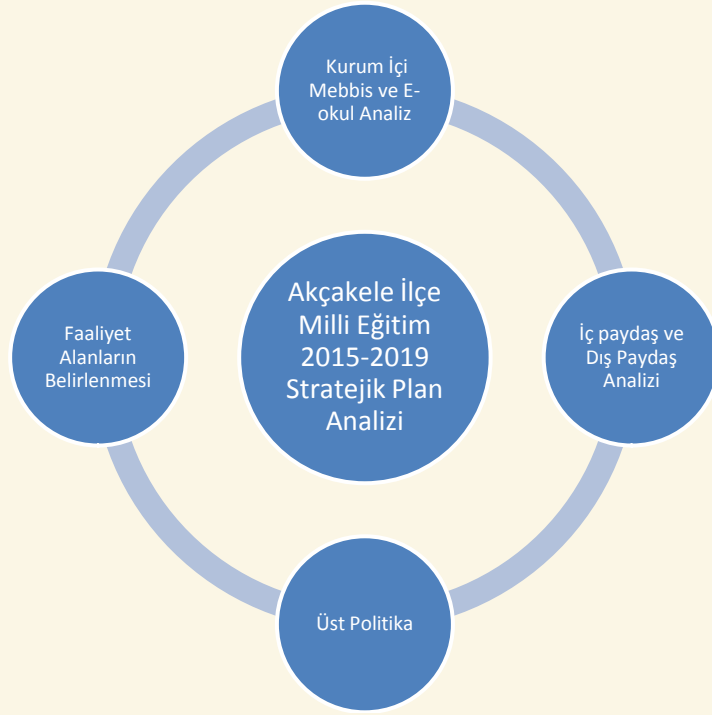 Kurum İçi
Mebbis ve E-
okul Analiz
Akçakele İlçe
Milli Eğitim
2015-2019
Stratejik Plan
Analizi
Faaliyet
Alanların
Belirlenmesi
İç paydaş ve
Dış Paydaş
Analizi
Üst Politika